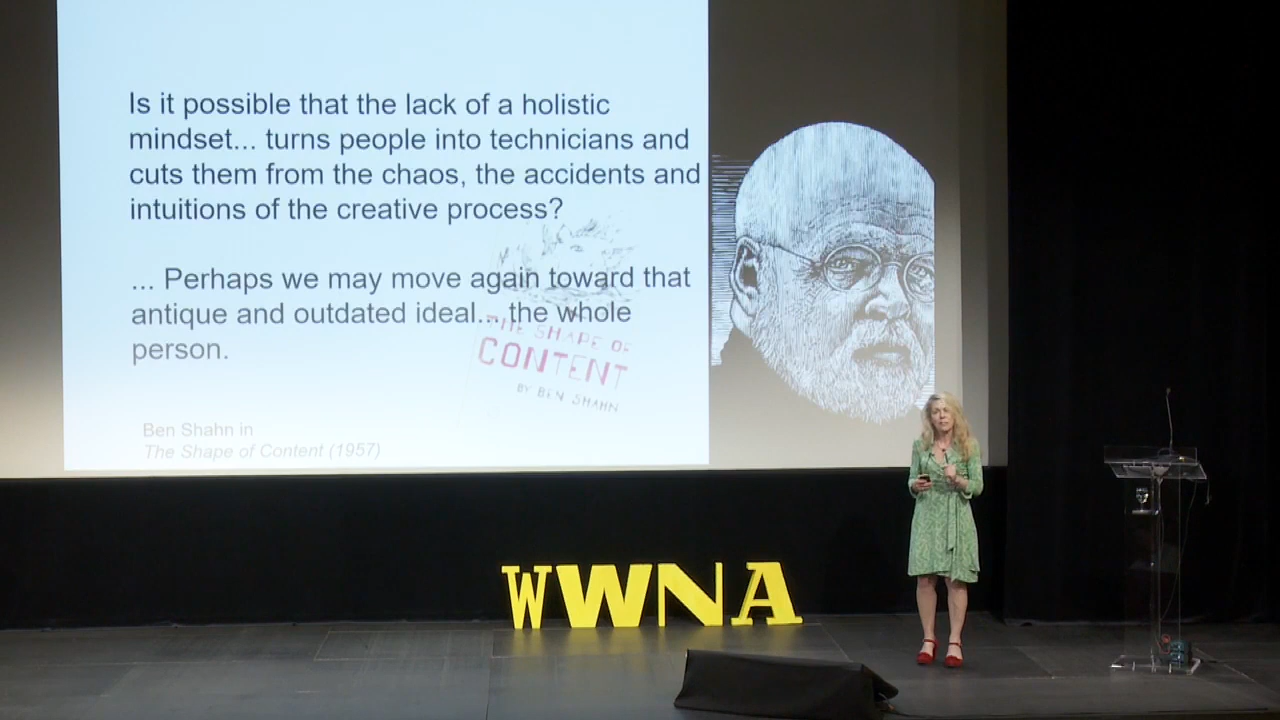 Is it possible that the lack of a holistic
mindset... turns people into technicians and
cuts them from the chaos, the accidents and
intuitions of the creative process?
... Perhaps we may move again toward that
antique and outdated ideal... the whole
person.
THE SHAPE OF
CONTENT
BY BEN SHAHN
Ben Shahn in
The Shape of Content (1957)
WWNA